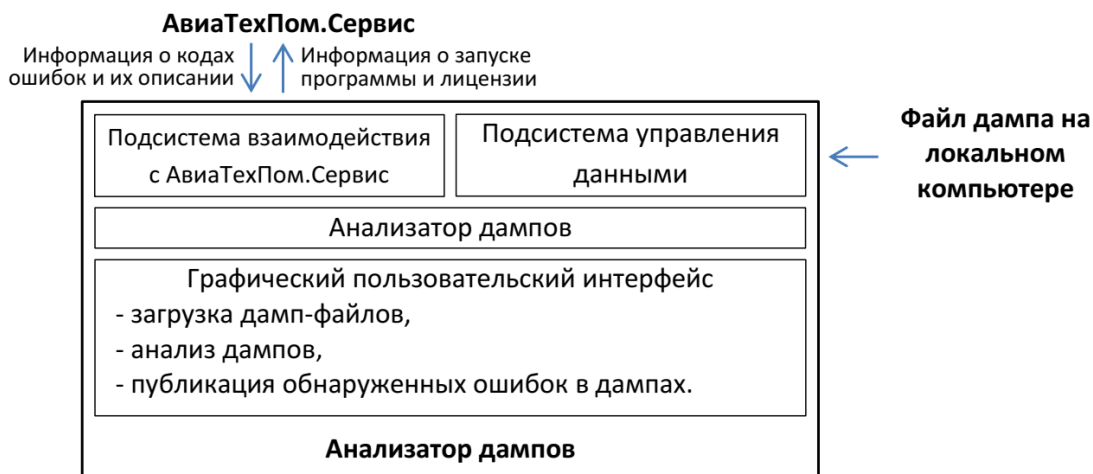 АвиаТехПом.Сервис
Информация о кодах
ошибок и их описании
Информация о запуске
программы и лицензии
Подсистема взаимодействия
с АвиаТехПом.Сервис
Подсистема управления
данными
Файл дампа на
локальном
компьютере
Анализатор дампов
Графический пользовательский интерфейс
- загрузка дамп-файлов,
- анализ дампов,
- публикация обнаруженных ошибок в дампах.
Анализатор дампов